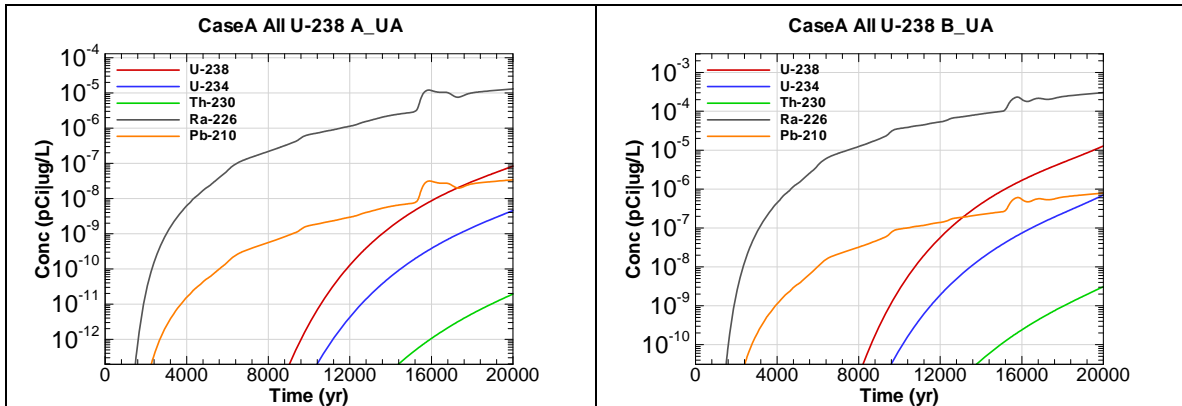 CaseA All U-238 A_UA
Conc (pCi|ug/L)
10⁻⁴
10⁻⁵
10⁻⁶
10⁻⁷
10⁻⁸
10⁻⁹
10⁻¹⁰
10⁻¹¹
10⁻¹²
U-238
U-234
Th-230
Ra-226
Pb-210
0 4000 8000 12000 16000 20000
Time (yr)
CaseA All U-238 B_UA
Conc (pCi|ug/L)
10⁻³
10⁻⁴
10⁻⁵
10⁻⁶
10⁻⁷
10⁻⁸
10⁻⁹
10⁻¹⁰
U-238
U-234
Th-230
Ra-226
Pb-210
0 4000 8000 12000 16000 20000
Time (yr)